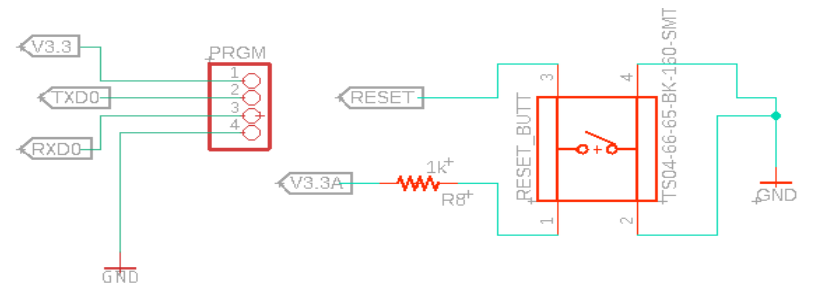 V3.3
TXD0
RXD0
PRGM
1
2
3
4
GND
RESET
V3.3A
1k
R8
RESET_BUTT
3
4
1
2
TS04-66-65-BK-160-SMT
GND